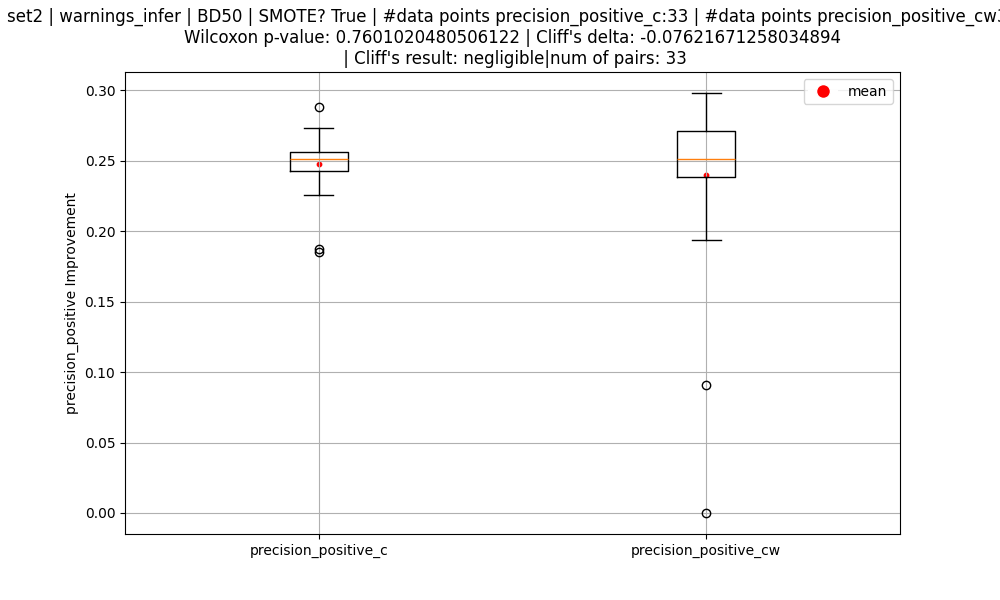 set2 | warnings_infer | BD50 | SMOTE? True | #data points precision_positive_c:33 | #data points
Wilcoxon p-value: 0.7601020480506122 | Cliff's delta: -0.07621671258034894
| Cliff's result: negligible|num of pairs: 33
mean
0.30
0.25
0.20
0.15
0.10
0.05
0.00
precision_positive Improvement
precision_positive_c
precision_positive_cw